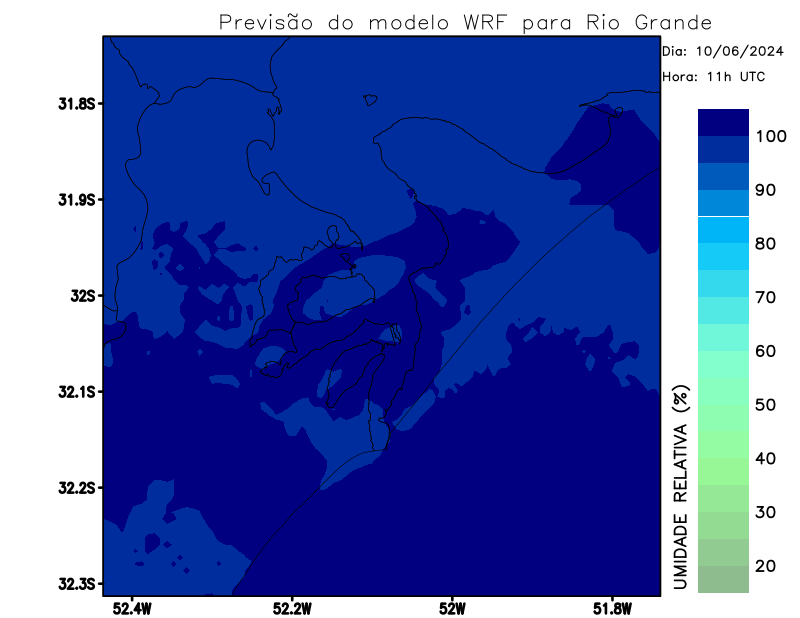 Previsão do modelo WRF para Rio Grande
Dia: 10/06/2024
Hora: 11h UTC
31.8S
31.9S
32S
32.1S
32.2S
32.3S
52.4W
52.2W
52W
51.8W
UMIDADE RELATIVA (%)
100
90
80
70
60
50
40
30
20